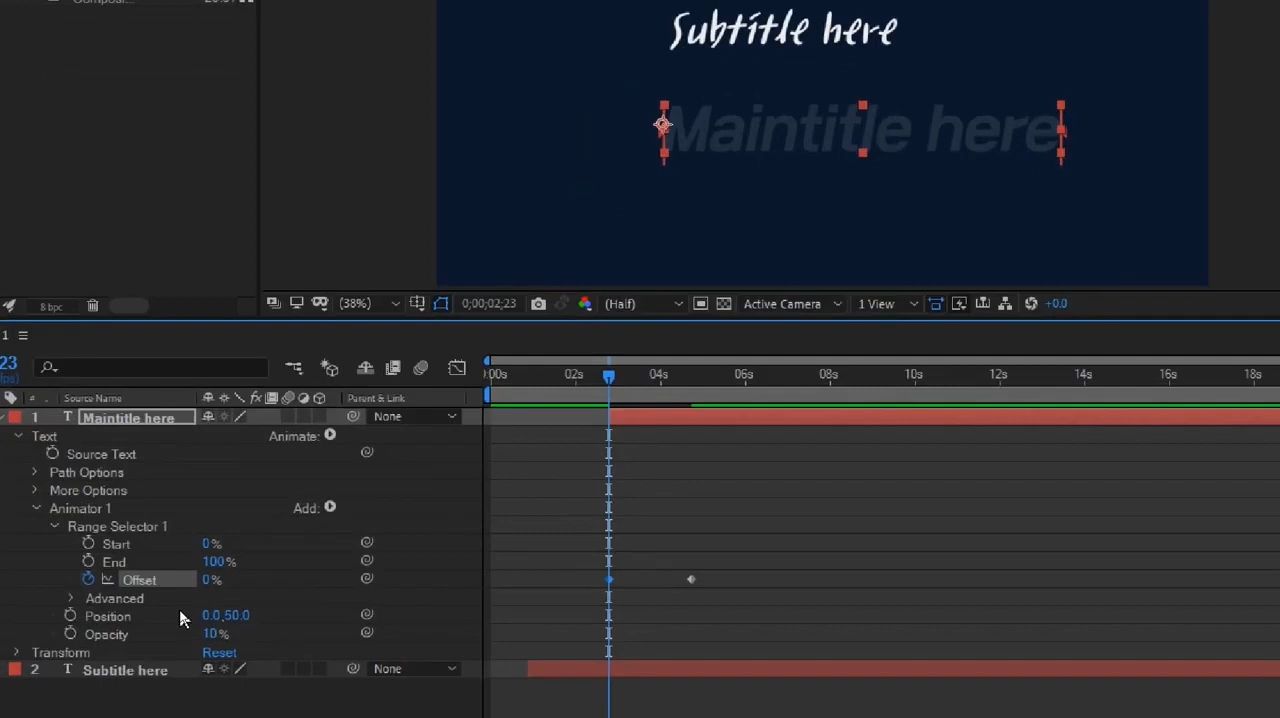 Subtitle here
Maintitle here
8 bpc
(38%)
0;00;02;23
(Half)
Active Camera
1 View
+0.0
1
23
:00s 02s 04s 06s 08s 10s 12s 14s 16s 18s
# Source Name fx Parent & Link
1 T Maintitle here None
Text Animate:
Source Text
Path Options
More Options
Animator 1 Add:
Range Selector 1
Start 0%
End 100%
Offset 0%
Advanced
Position 0.0,50.0
Opacity 10%
Transform Reset
2 T Subtitle here None